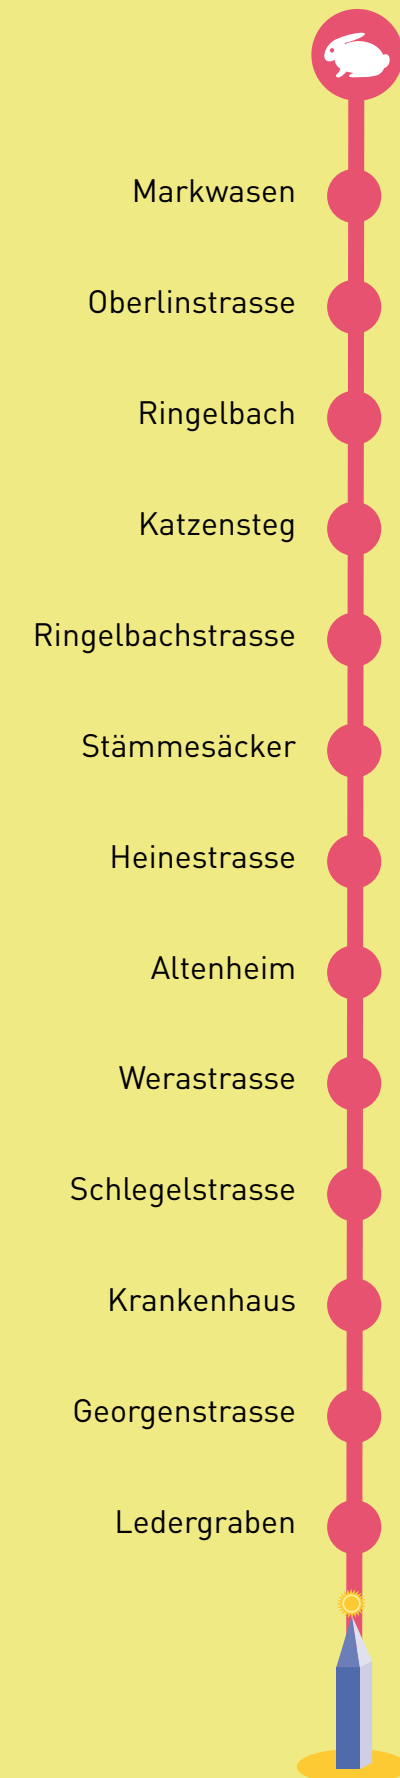 Markwasen
Oberlinstrasse
Ringelbach
Katzensteg
Ringelbachstrasse
Stämmesäcker
Heinestrasse
Altenheim
Werastrasse
Schlegelstrasse
Krankenhaus
Georgenstrasse
Ledergraben